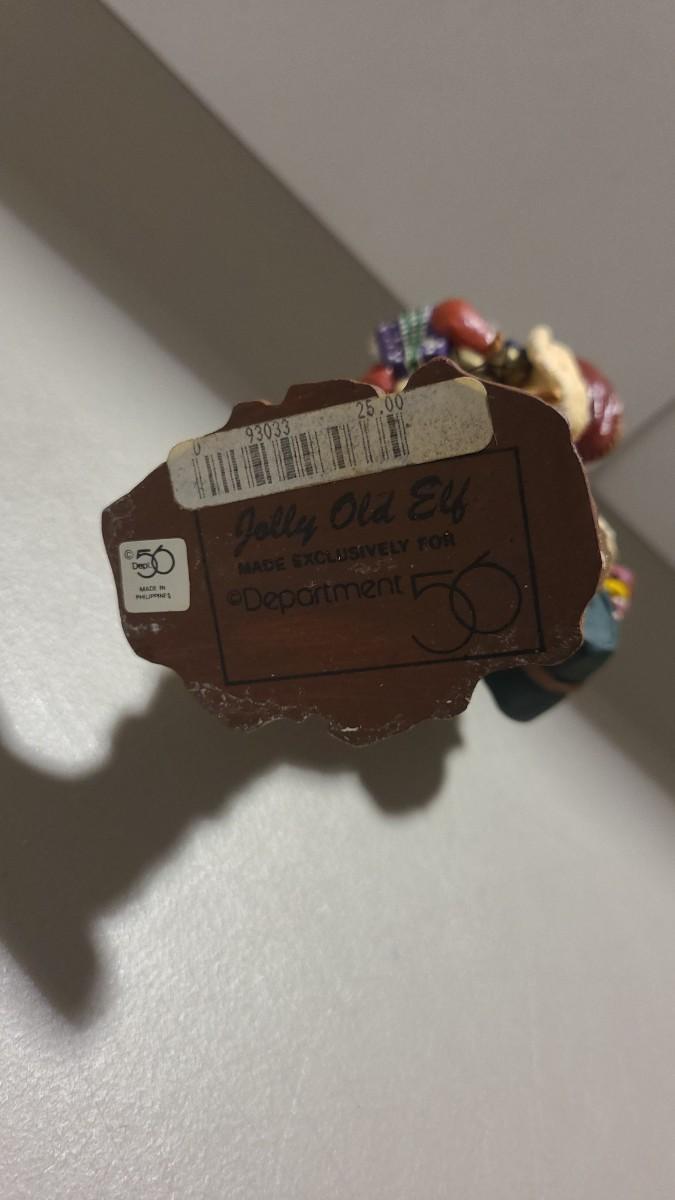 0 93033 25.00
Jolly Old Elf
MADE EXCLUSIVELY FOR
©Department 56
© Dept. 56
MADE IN
PHILIPPINES